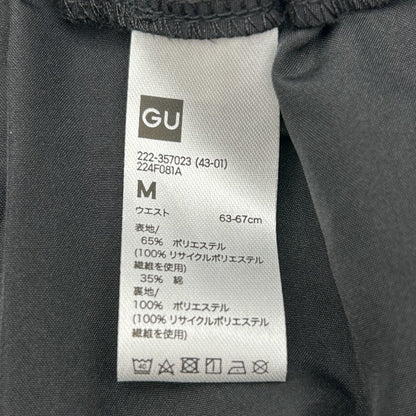 GU
222-357023 (43-01)
224F081A
M
ウエスト 63-67cm
表地/
65% ポリエステル
(100% リサイクルポリエステル
繊維を使用)
35% 綿
裏地/
100% ポリエステル
(100% リサイクルポリエステル
繊維を使用)
40